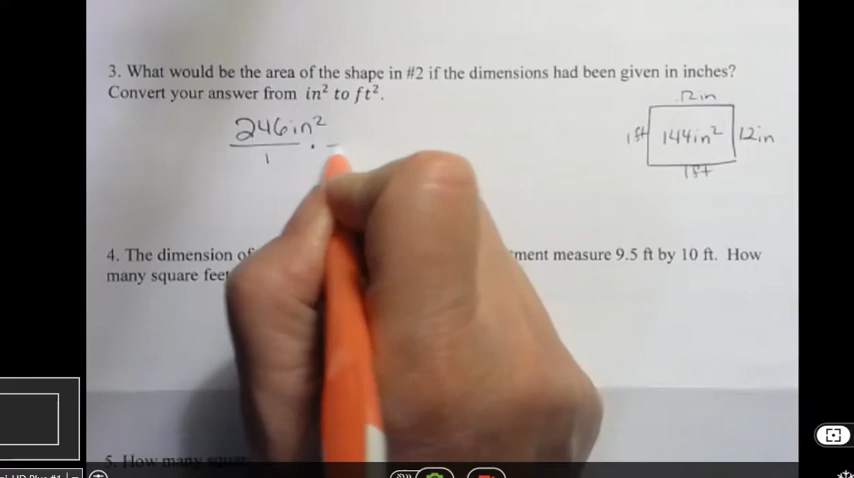 3. What would be the area of the shape in #2 if the dimensions had been given in inches?
Convert your answer from in² to ft².
12in
246in²
1
·
1ft 144in² 12in
1ft
4. The dimension of
ment measure 9.5 ft by 10 ft. How
many square feet
5. How many